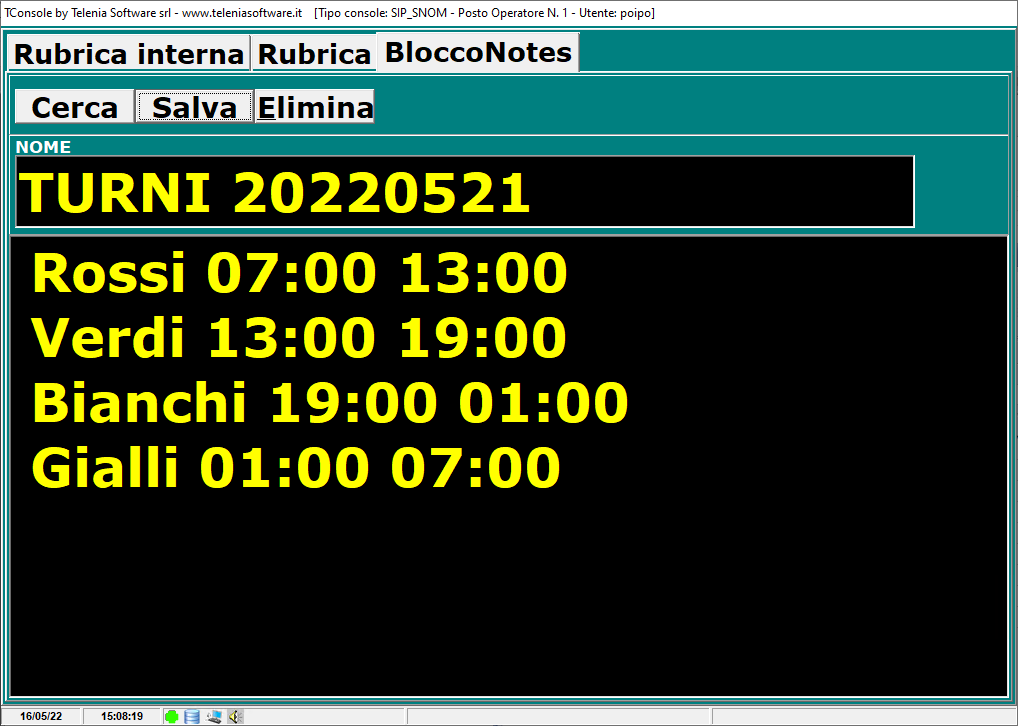 TConsole by Telenia Software srl - www.teleniasoftware.it [Tipo console: SIP_SNOM - Posto Operatore N. 1 - Utente: poipo]
Rubrica interna Rubrica BloccoNotes
Cerca Salva Elimina
NOME
TURNI 20220521
Rossi 07:00 13:00
Verdi 13:00 19:00
Bianchi 19:00 01:00
Gialli 01:00 07:00
16/05/22 15:08:19